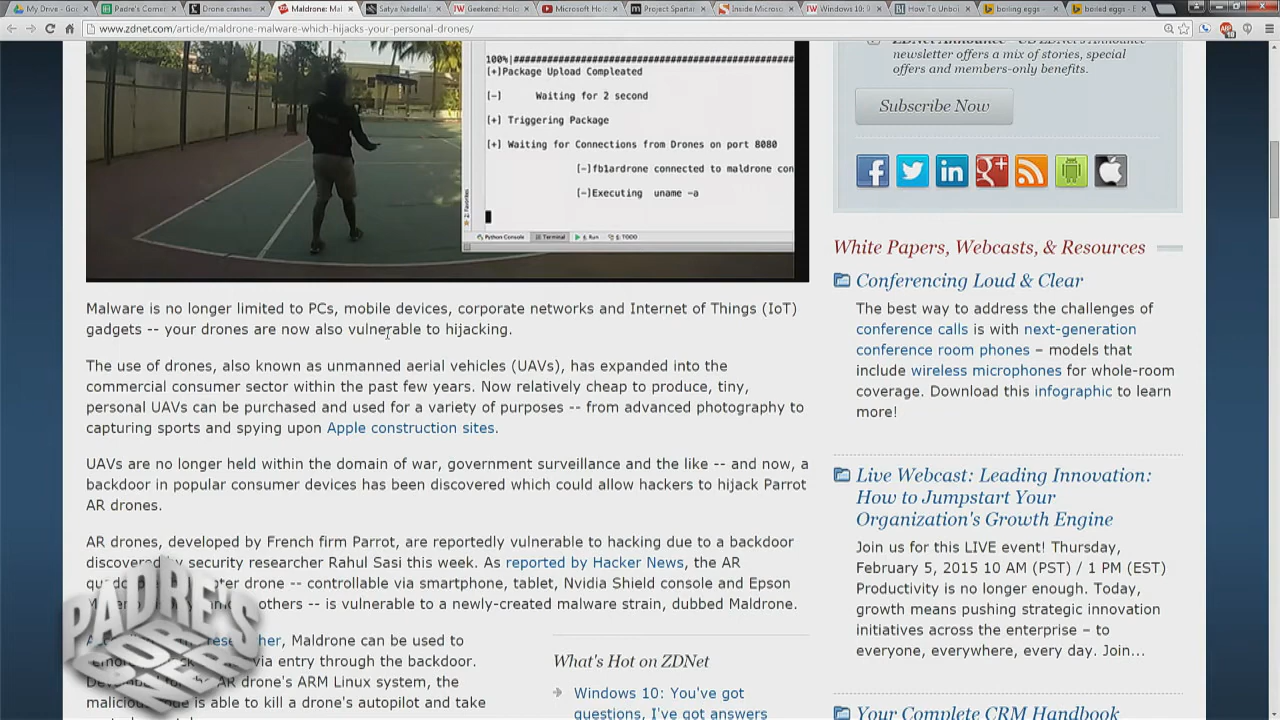 My Drive - Go
Padre's Corner
Drone crashes
Maldrone: Mal
Satya Nadella's
Geekend: Holo
Microsoft Holo
Project Spartan
Inside Microso
Windows 10:
How To Unbo
boiling eggs -
boiled eggs -
www.zdnet.com/article/maldrone-malware-which-hijacks-your-personal-drones/
100%|
[+]Package Upload Compleated
[-] Waiting for 2 second
[+] Triggering Package
[+] Waiting for Connections from Drones on port 8080
[-]fb1ardrone connected to maldrone con
[-]Executing uname -a
2: Favorites
Python Console Terminal 4: Run 6: TODO
Malware is no longer limited to PCs, mobile devices, corporate networks and Internet of Things (IoT)
gadgets -- your drones are now also vulnerable to hijacking.
The use of drones, also known as unmanned aerial vehicles (UAVs), has expanded into the
commercial consumer sector within the past few years. Now relatively cheap to produce, tiny,
personal UAVs can be purchased and used for a variety of purposes -- from advanced photography to
capturing sports and spying upon Apple construction sites.
UAVs are no longer held within the domain of war, government surveillance and the like -- and now, a
backdoor in popular consumer devices has been discovered which could allow hackers to hijack Parrot
AR drones.
AR drones, developed by French firm Parrot, are reportedly vulnerable to hacking due to a backdoor
discovered by security researcher Rahul Sasi this week. As reported by Hacker News, the AR
drone -- controllable via smartphone, tablet, Nvidia Shield console and Epson
others -- is vulnerable to a newly-created malware strain, dubbed Maldrone.
Maldrone can be used to
via entry through the backdoor.
AR drone's ARM Linux system, the
is able to kill a drone's autopilot and take
PADRE'S
CORNER
What's Hot on ZDNet
Windows 10: You've got
questions, I've got answers
newsletter offers a mix of stories, special
offers and members-only benefits.
Subscribe Now
White Papers, Webcasts, & Resources
Conferencing Loud & Clear
The best way to address the challenges of
conference calls is with next-generation
conference room phones – models that
include wireless microphones for whole-room
coverage. Download this infographic to learn
more!
Live Webcast: Leading Innovation:
How to Jumpstart Your
Organization's Growth Engine
Join us for this LIVE event! Thursday,
February 5, 2015 10 AM (PST) / 1 PM (EST)
Productivity is no longer enough. Today,
growth means pushing strategic innovation
initiatives across the enterprise – to
everyone, everywhere, every day. Join...
Your Complete CRM Handbook